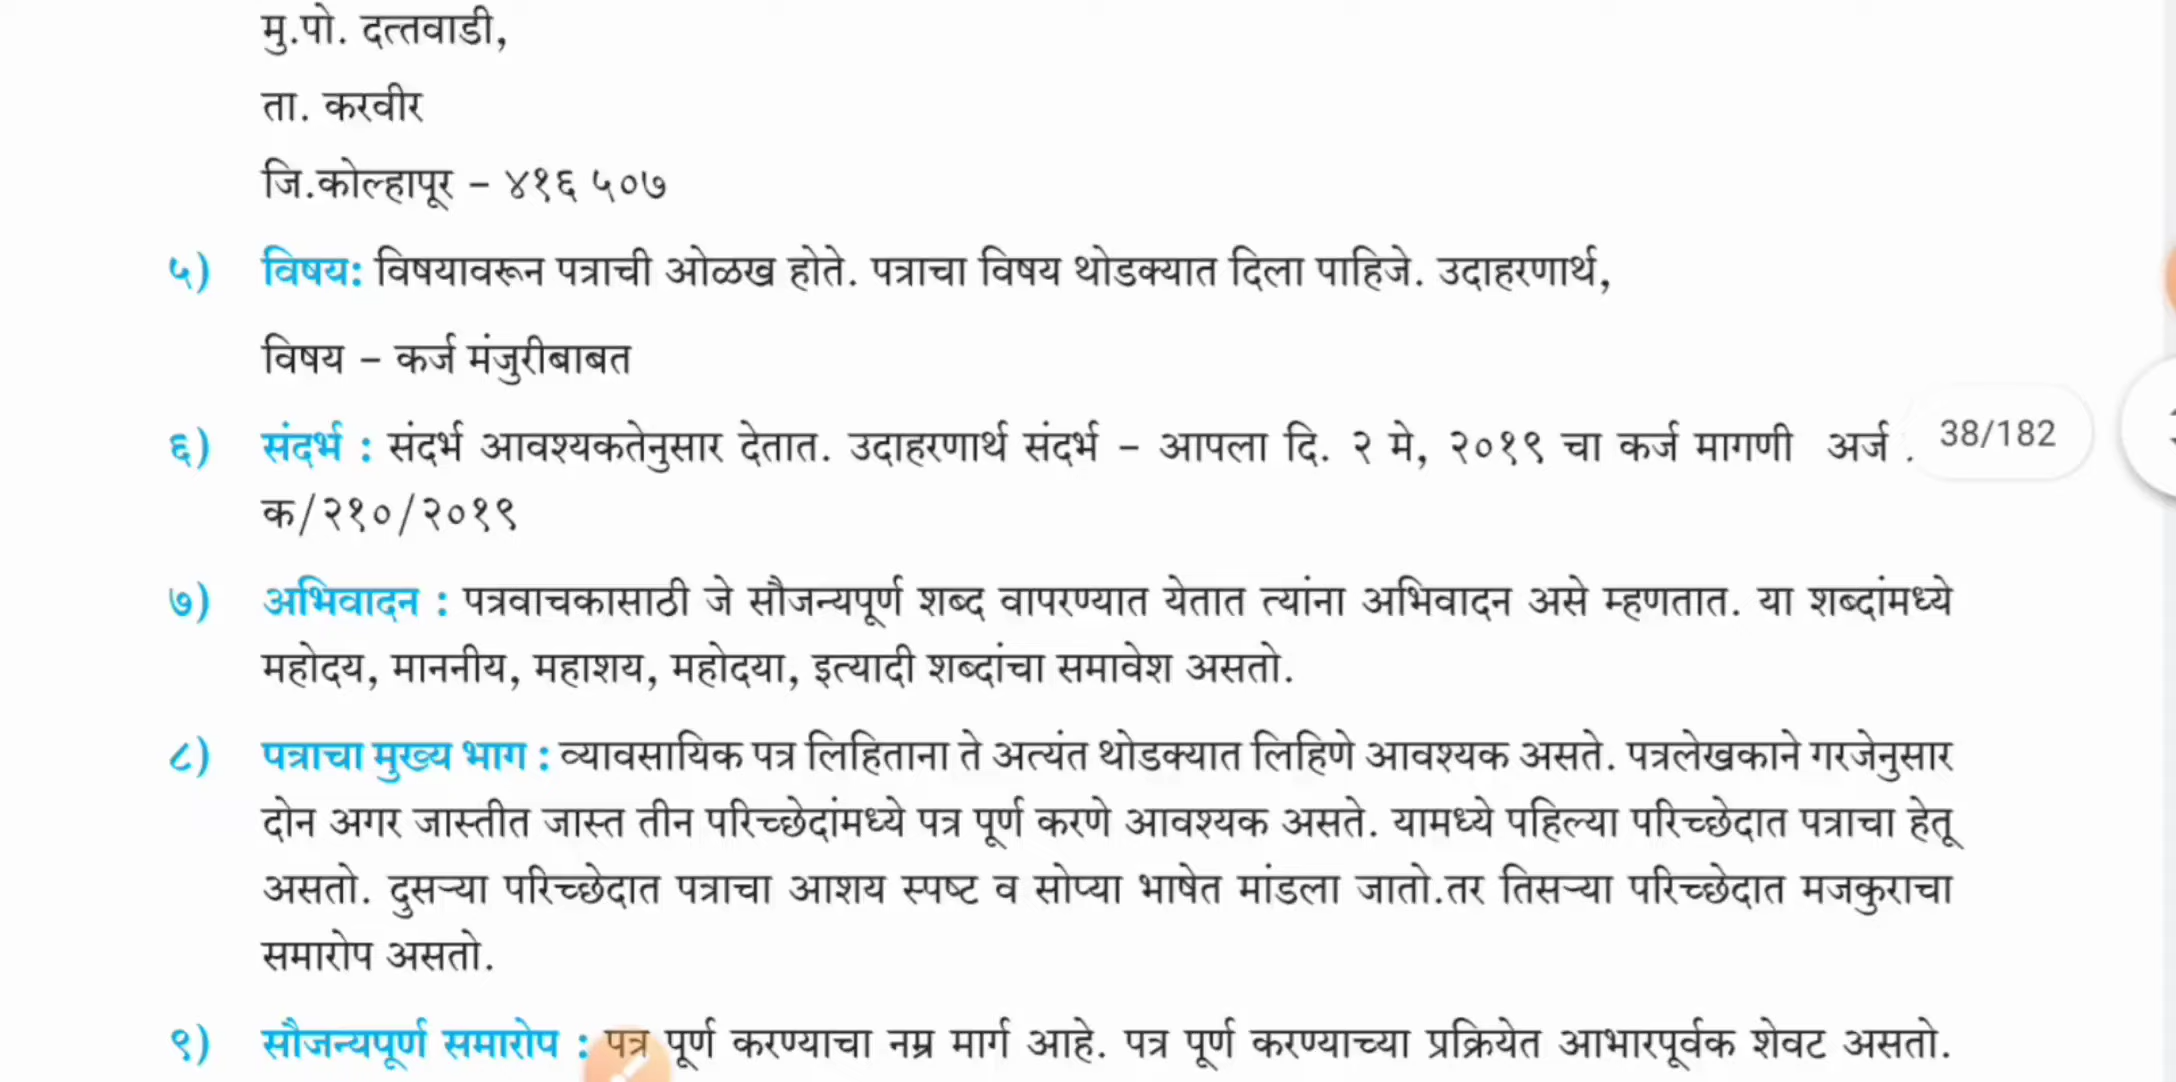 मु.पो. दत्तवाडी,
ता. करवीर
जि.कोल्हापूर – ४१६ ५०७
५) विषय: विषयावरून पत्राची ओळख होते. पत्राचा विषय थोडक्यात दिला पाहिजे. उदाहरणार्थ,
विषय – कर्ज मंजुरीबाबत
६) संदर्भ : संदर्भ आवश्यकतेनुसार देतात. उदाहरणार्थ संदर्भ – आपला दि. २ मे, २०१९ चा कर्ज मागणी अर्ज .
38/182
क/२१०/२०१९
७) अभिवादन : पत्रवाचकासाठी जे सौजन्यपूर्ण शब्द वापरण्यात येतात त्यांना अभिवादन असे म्हणतात. या शब्दांमध्ये
महोदय, माननीय, महाशय, महोदया, इत्यादी शब्दांचा समावेश असतो.
८) पत्राचा मुख्य भाग : व्यावसायिक पत्र लिहिताना ते अत्यंत थोडक्यात लिहिणे आवश्यक असते. पत्रलेखकाने गरजेनुसार
दोन अगर जास्तीत जास्त तीन परिच्छेदांमध्ये पत्र पूर्ण करणे आवश्यक असते. यामध्ये पहिल्या परिच्छेदात पत्राचा हेतू
असतो. दुसऱ्या परिच्छेदात पत्राचा आशय स्पष्ट व सोप्या भाषेत मांडला जातो.तर तिसऱ्या परिच्छेदात मजकुराचा
समारोप असतो.
९) सौजन्यपूर्ण समारोप : पत्र पूर्ण करण्याचा नम्र मार्ग आहे. पत्र पूर्ण करण्याच्या प्रक्रियेत आभारपूर्वक शेवट असतो.